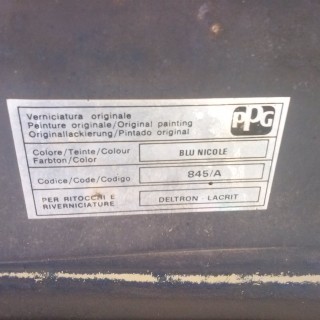 Verniciatura originale
Peinture originale/Original painting
Originallackierung/Pintado original
PPG
Colore/Teinte/Colour
Farbton/Color
BLU NICOLE
Codice/Code/Codigo
845/A
PER RITOCCHI E
RIVERNICIATURE
DELTRON LACRIT